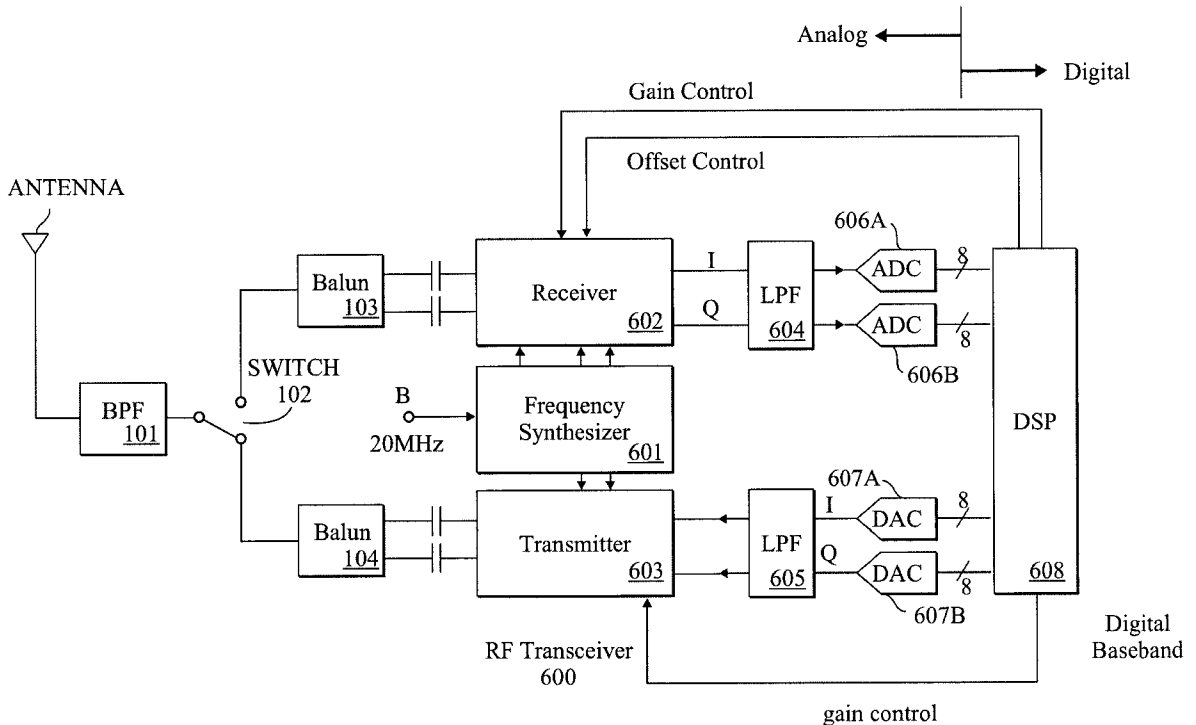 Analog
Digital
Gain Control
Offset Control
ANTENNA
606A
Balun
103
Receiver
602
I
Q
LPF
604
ADC
8
ADC
8
606B
SWITCH
102
BPF
101
B
20MHz
Frequency
Synthesizer
601
DSP
608
607A
Balun
104
Transmitter
603
LPF
605
I
Q
DAC
8
DAC
8
607B
RF Transceiver
600
Digital
Baseband
gain control